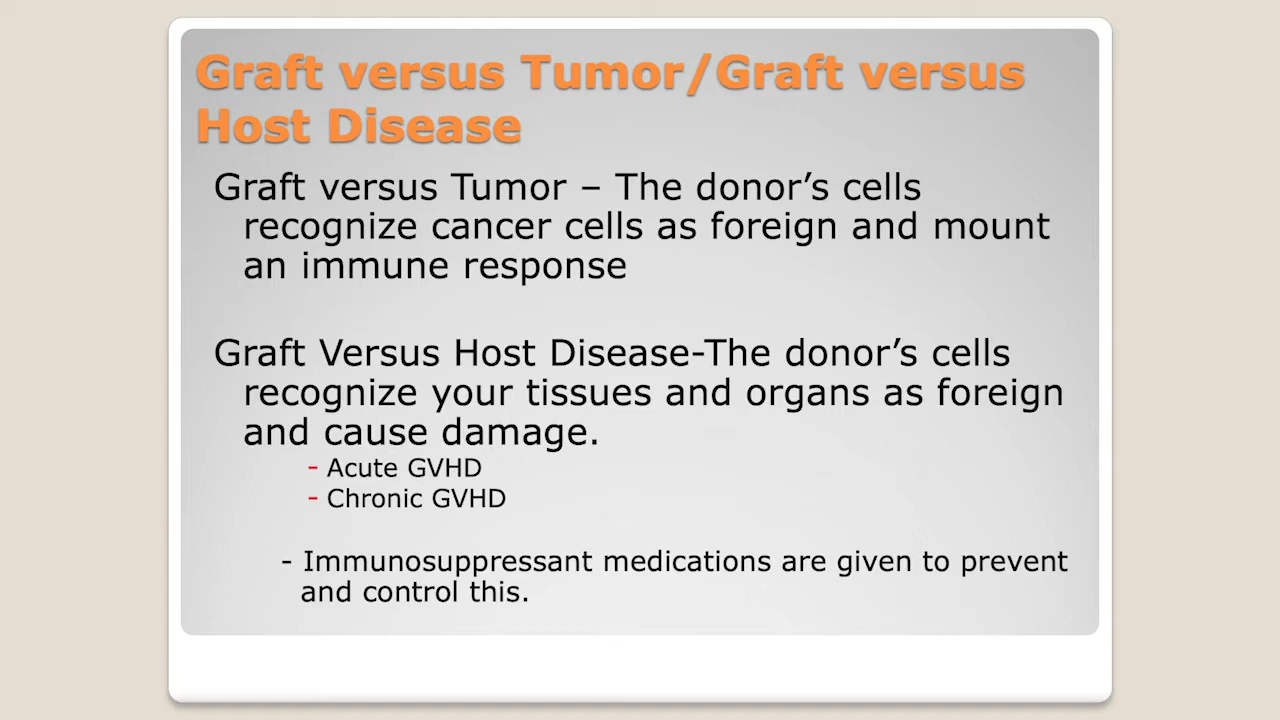 Graft versus Tumor/Graft versus
Host Disease
Graft versus Tumor – The donor’s cells
recognize cancer cells as foreign and mount
an immune response
Graft Versus Host Disease-The donor’s cells
recognize your tissues and organs as foreign
and cause damage.
- Acute GVHD
- Chronic GVHD
- Immunosuppressant medications are given to prevent
and control this.